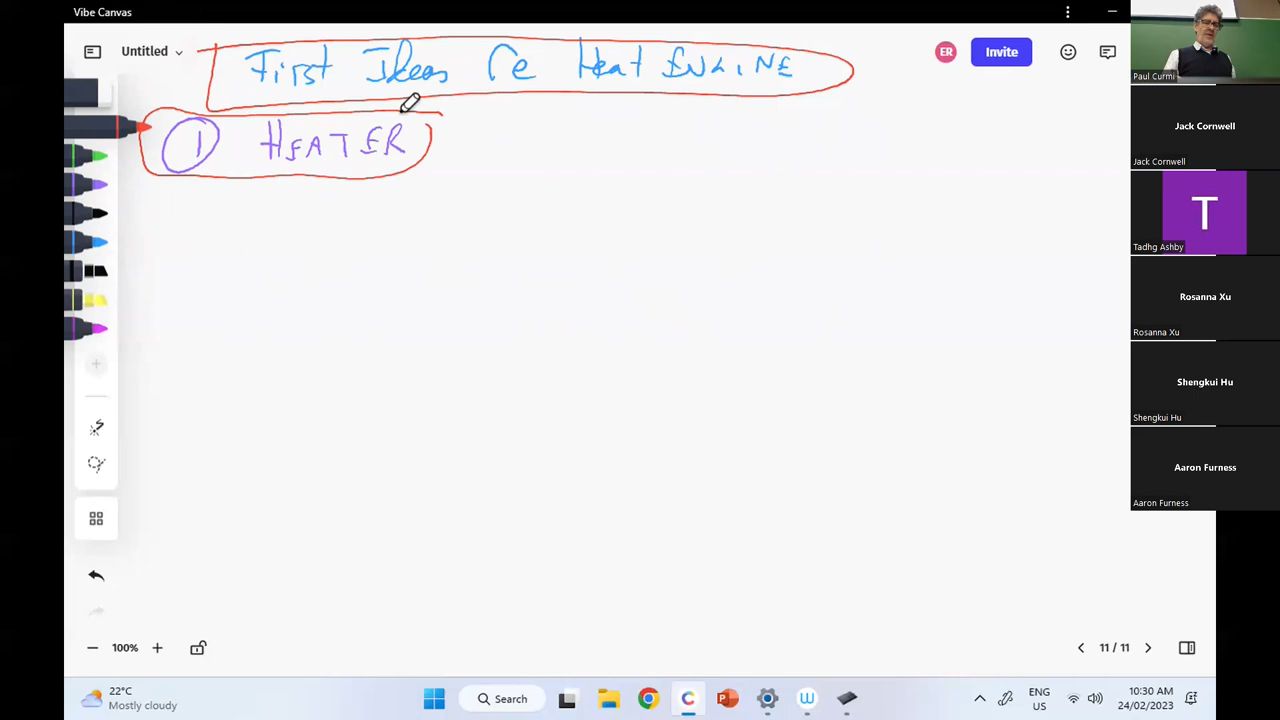 Vibe Canvas
Untitled
ER
Invite
First Ideas re Heat ENGINE
1 HEATER
Paul Curmi
Jack Cornwell
Jack Cornwell
T
Tadhg Ashby
Rosanna Xu
Rosanna Xu
Shengkui Hu
Shengkui Hu
Aaron Furness
Aaron Furness
100%
11 / 11
22°C
Mostly cloudy
Search
ENG
US
10:30 AM
24/02/2023